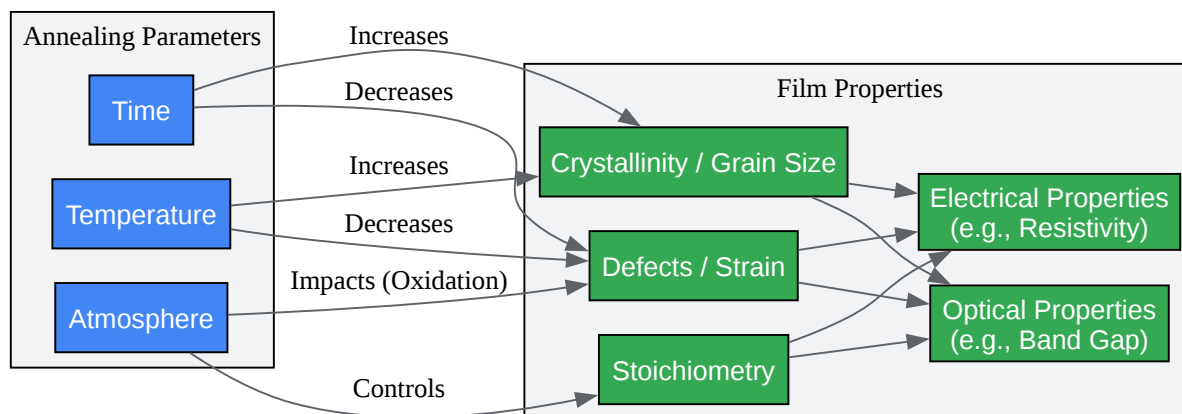 Annealing Parameters
Time
Temperature
Atmosphere
Increases
Decreases
Increases
Decreases
Impacts (Oxidation)
Controls
Film Properties
Crystallinity / Grain Size
Defects / Strain
Stoichiometry
Electrical Properties
(e.g., Resistivity)
Optical Properties
(e.g., Band Gap)